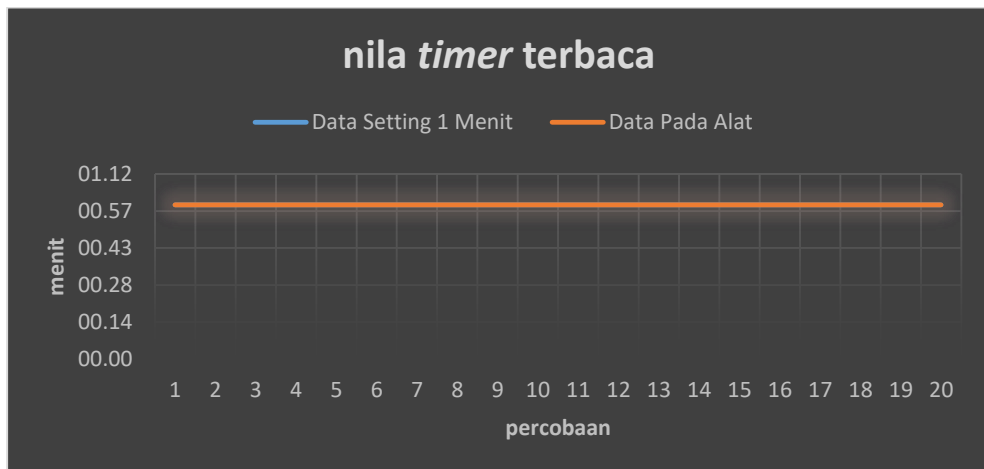 nila timer terbaca
Data Setting 1 Menit Data Pada Alat
01.12
00.57
00.43
00.28
00.14
00.00
menit
1 2 3 4 5 6 7 8 9 10 11 12 13 14 15 16 17 18 19 20
percobaan